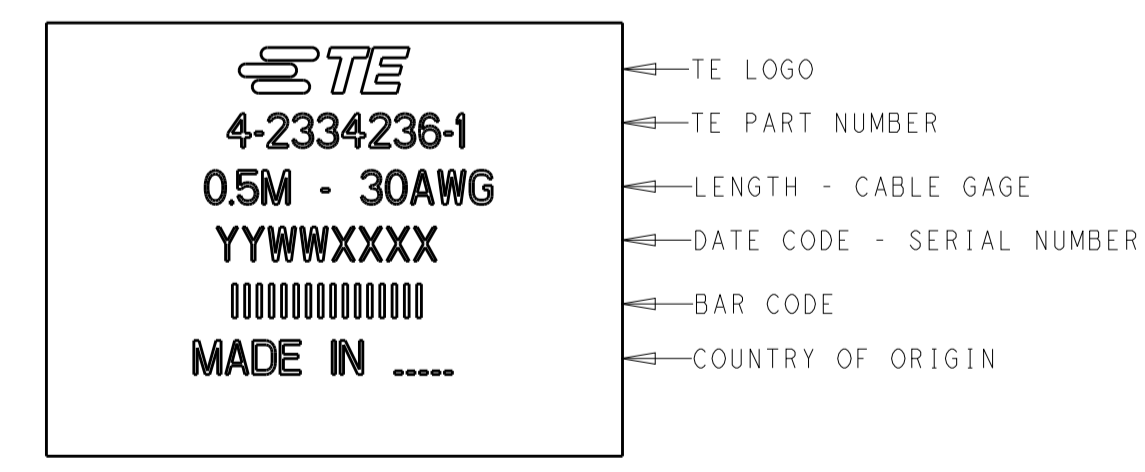 TE
4-2334236-1
0.5M - 30AWG
YYWWXXXX
MADE IN _____
TE LOGO
TE PART NUMBER
LENGTH - CABLE GAGE
DATE CODE - SERIAL NUMBER
BAR CODE
COUNTRY OF ORIGIN